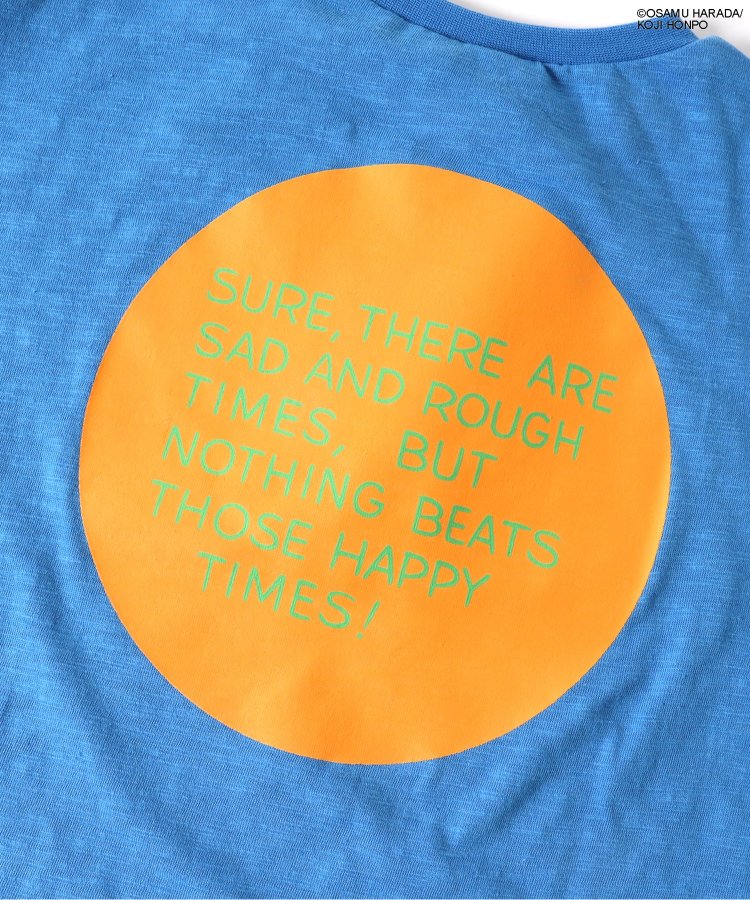 ©OSAMU HARADA/
KOJI HONPO
SURE, THERE ARE
SAD AND ROUGH
TIMES, BUT
NOTHING BEATS
THOSE HAPPY
TIMES!